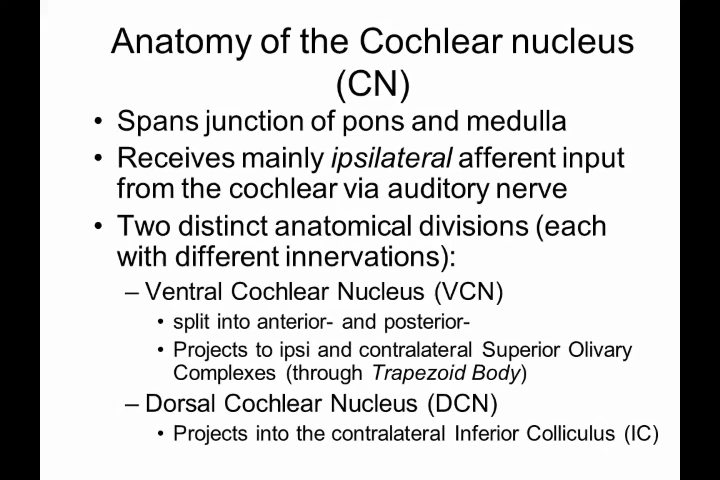 Anatomy of the Cochlear nucleus
(CN)
• Spans junction of pons and medulla
• Receives mainly ipsilateral afferent input
from the cochlear via auditory nerve
• Two distinct anatomical divisions (each
with different innervations):
– Ventral Cochlear Nucleus (VCN)
• split into anterior- and posterior-
• Projects to ipsi and contralateral Superior Olivary
Complexes (through Trapezoid Body)
– Dorsal Cochlear Nucleus (DCN)
• Projects into the contralateral Inferior Colliculus (IC)